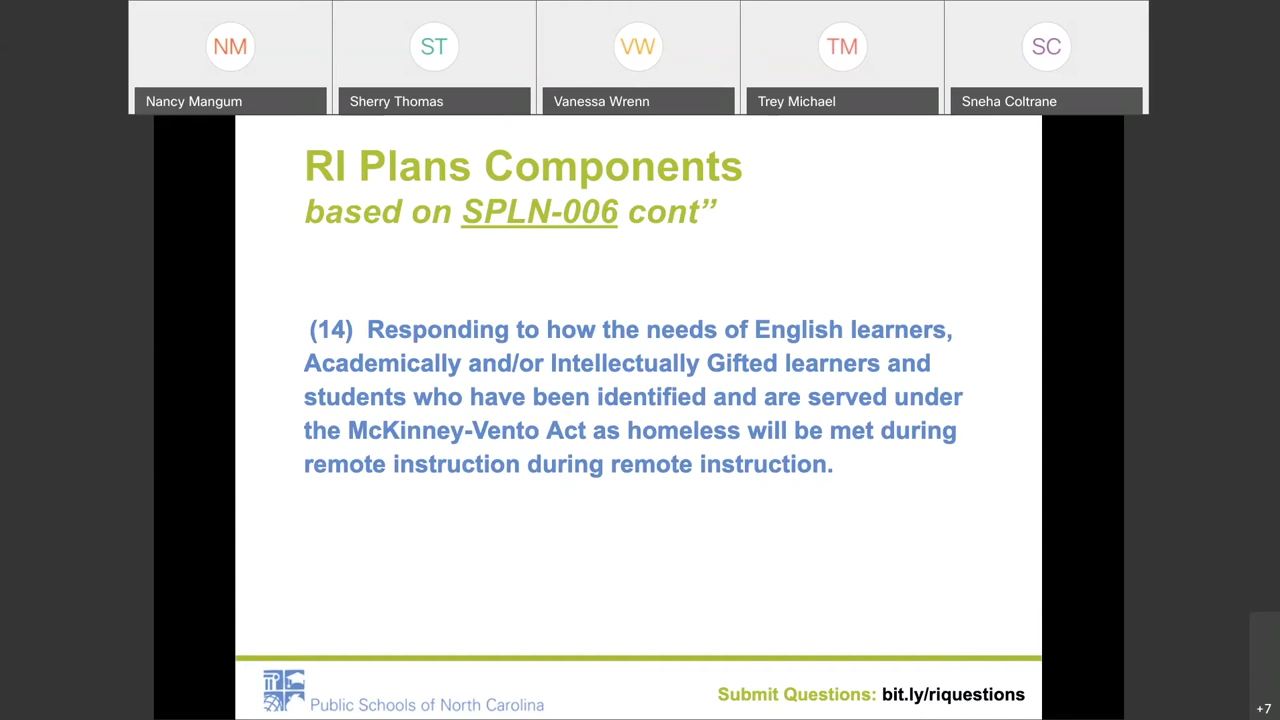 NM
ST
VW
TM
SC
Nancy Mangum
Sherry Thomas
Vanessa Wrenn
Trey Michael
Sneha Coltrane
RI Plans Components
based on SPLN-006 cont”
(14) Responding to how the needs of English learners,
Academically and/or Intellectually Gifted learners and
students who have been identified and are served under
the McKinney-Vento Act as homeless will be met during
remote instruction during remote instruction.
Public Schools of North Carolina
Submit Questions: bit.ly/riquestions
+7